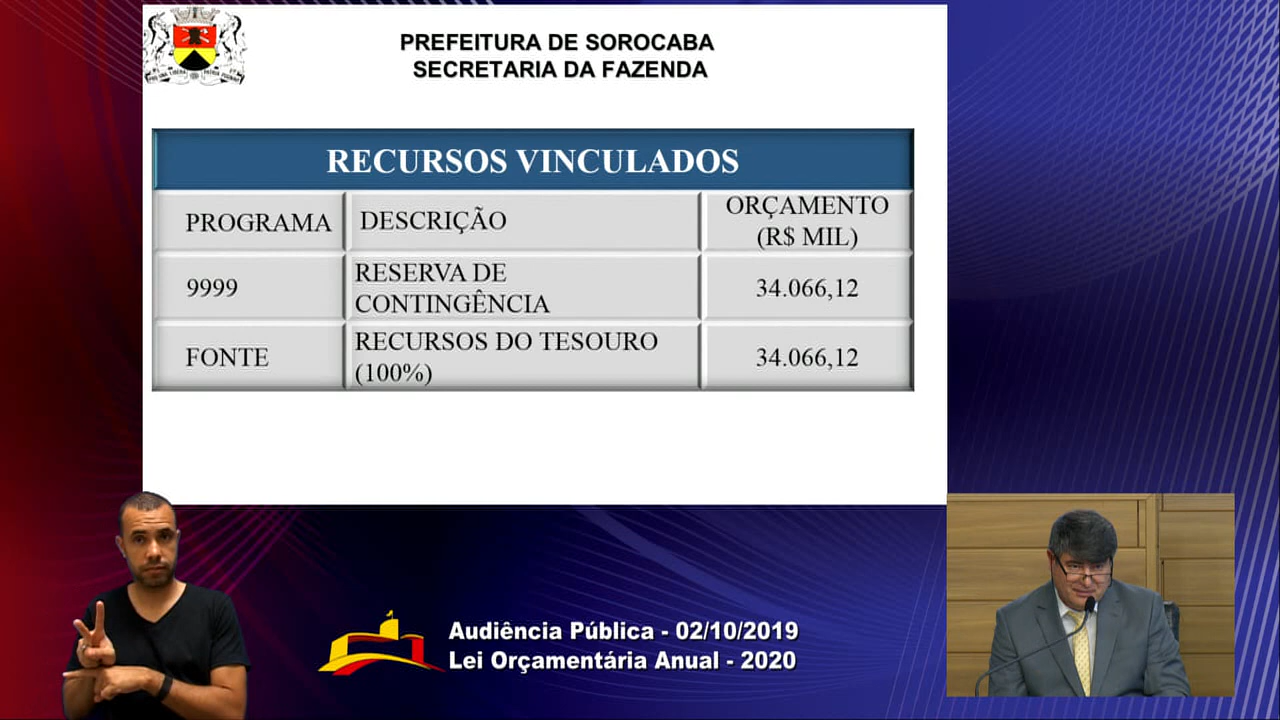 PREFEITURA DE SOROCABA
SECRETARIA DA FAZENDA
RECURSOS VINCULADOS
PROGRAMA
DESCRIÇÃO
ORÇAMENTO
(R$ MIL)
9999
RESERVA DE
CONTINGÊNCIA
34.066,12
FONTE
RECURSOS DO TESOURO
(100%)
34.066,12
Audiência Pública - 02/10/2019
Lei Orçamentária Anual - 2020